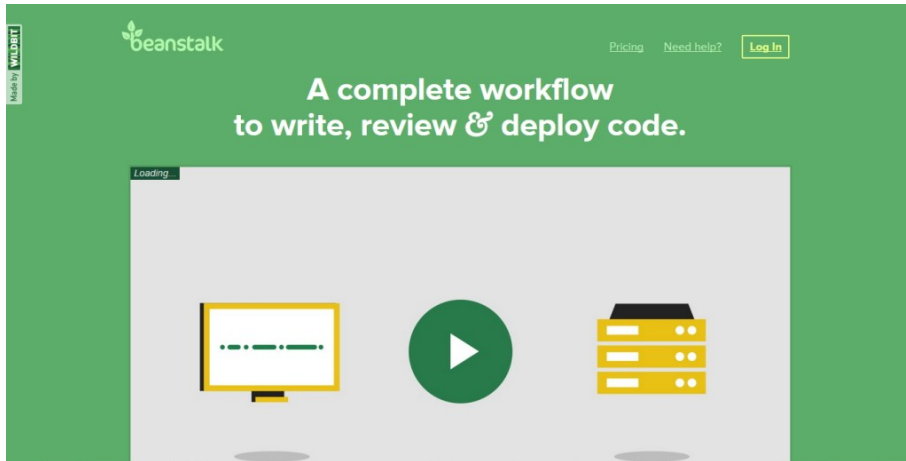 Made by WILDBIT
beanstalk
Pricing Need help? Log In
A complete workflow
to write, review & deploy code.
Loading...